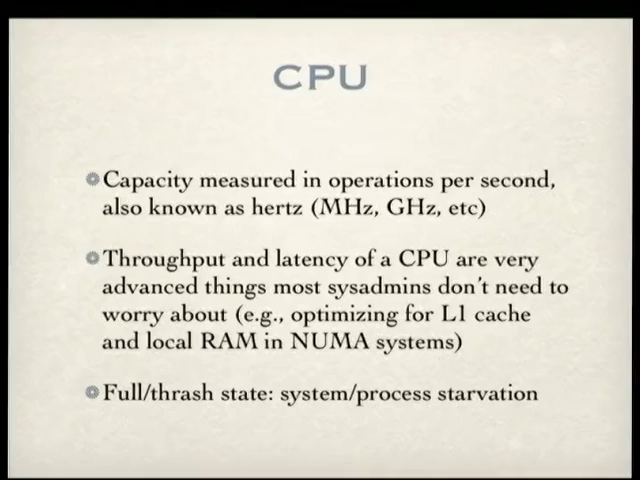 CPU
Capacity measured in operations per second,
also known as hertz (MHz, GHz, etc)
Throughput and latency of a CPU are very
advanced things most sysadmins don't need to
worry about (e.g., optimizing for L1 cache
and local RAM in NUMA systems)
Full/thrash state: system/process starvation